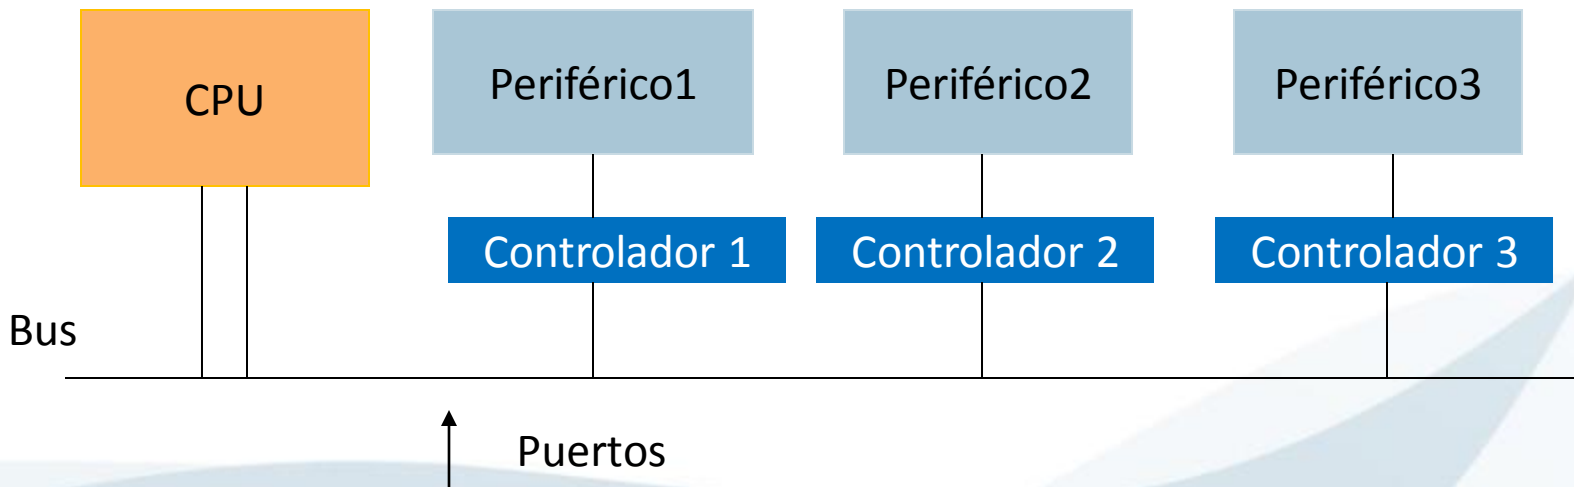 CPU
Periférico1
Periférico2
Periférico3
Controlador 1
Controlador 2
Controlador 3
Bus
Puertos